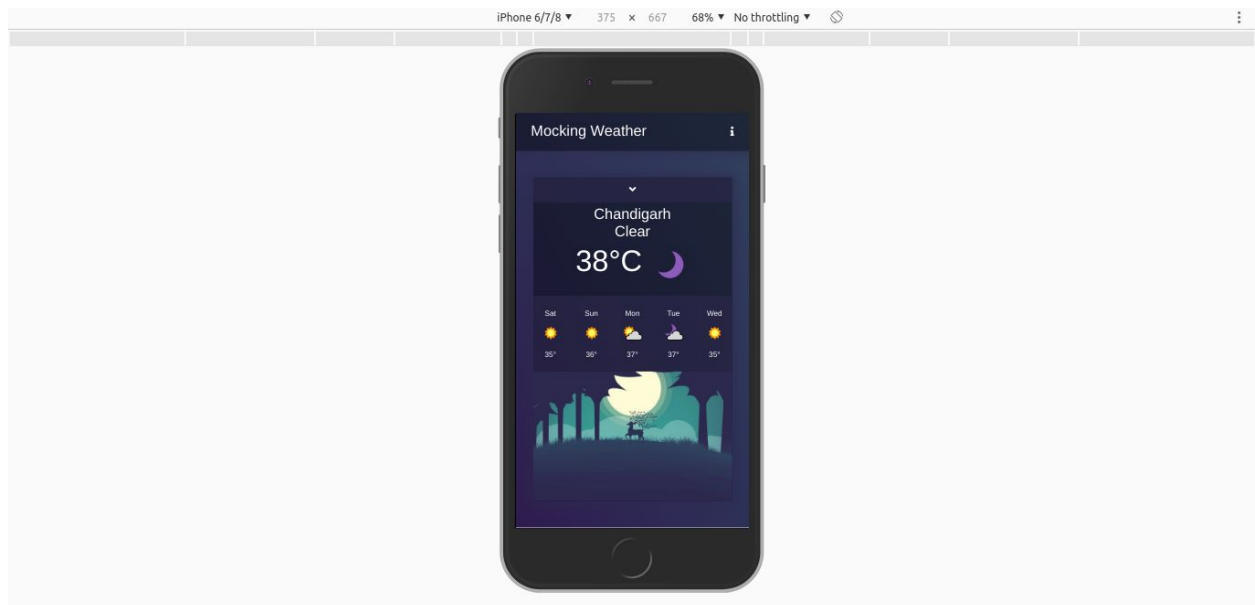 iPhone 6/7/8 ▼ 375 × 667 68% ▼ No throttling ▼
Mocking Weather i
Chandigarh
Clear
38°C
Sat Sun Mon Tue Wed
35° 36° 37° 37° 35°